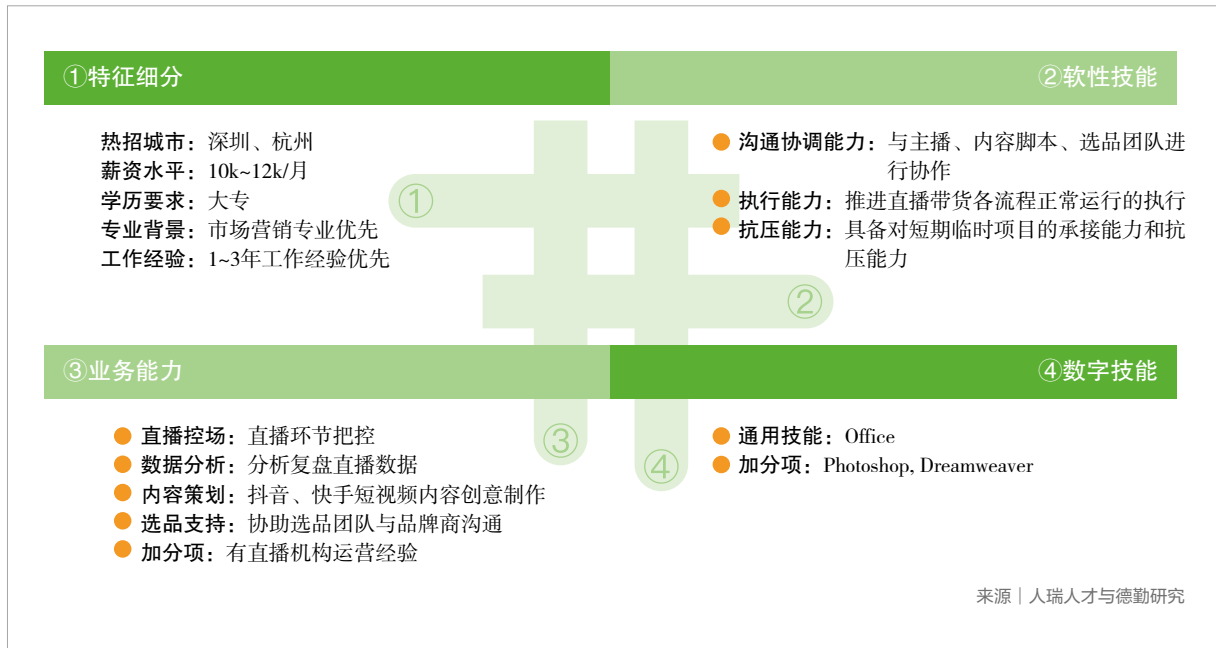 ①特征细分
②软性技能
热招城市：深圳、杭州
薪资水平：10k~12k/月
学历要求：大专
专业背景：市场营销专业优先
工作经验：1~3年工作经验优先
沟通协调能力：与主播、内容脚本、选品团队进
行协作
执行能力：推进直播带货各流程正常运行的执行
抗压能力：具备对短期临时项目的承接能力和抗
压能力
①
②
③业务能力
④数字技能
直播控场：直播环节把控
数据分析：分析复盘直播数据
内容策划：抖音、快手短视频内容创意制作
选品支持：协助选品团队与品牌商沟通
加分项：有直播机构运营经验
③
④
通用技能：Office
加分项：Photoshop, Dreamweaver
来源｜人瑞人才与德勤研究